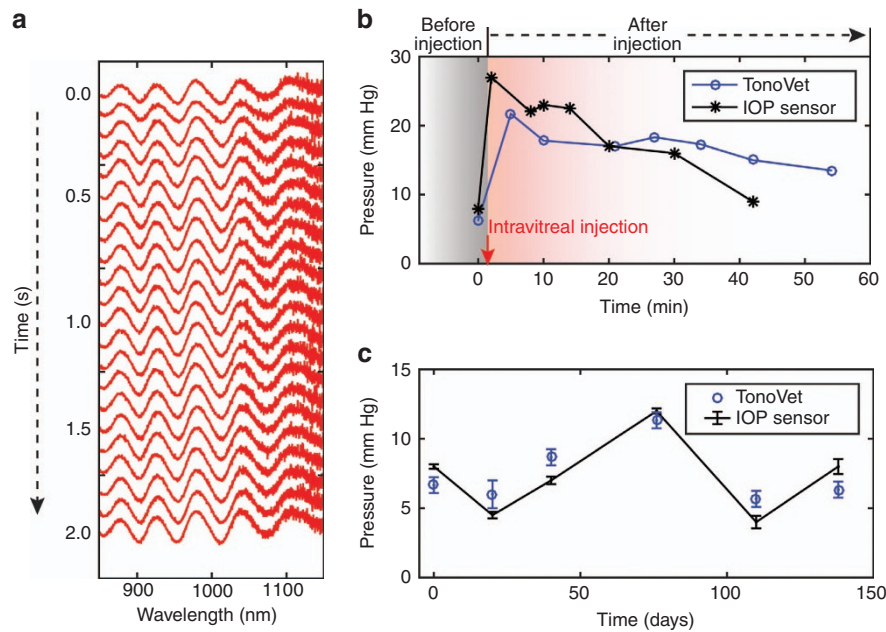 a
0.0
0.5
1.0
1.5
2.0
Time (s)
900
1000
1100
Wavelength (nm)
b
Before
injection
After
injection
30
20
10
0
Pressure (mm Hg)
TonoVet
IOP sensor
Intravitreal injection
0
10
20
30
40
50
60
Time (min)
c
15
10
5
0
Pressure (mm Hg)
TonoVet
IOP sensor
0
50
100
150
Time (days)